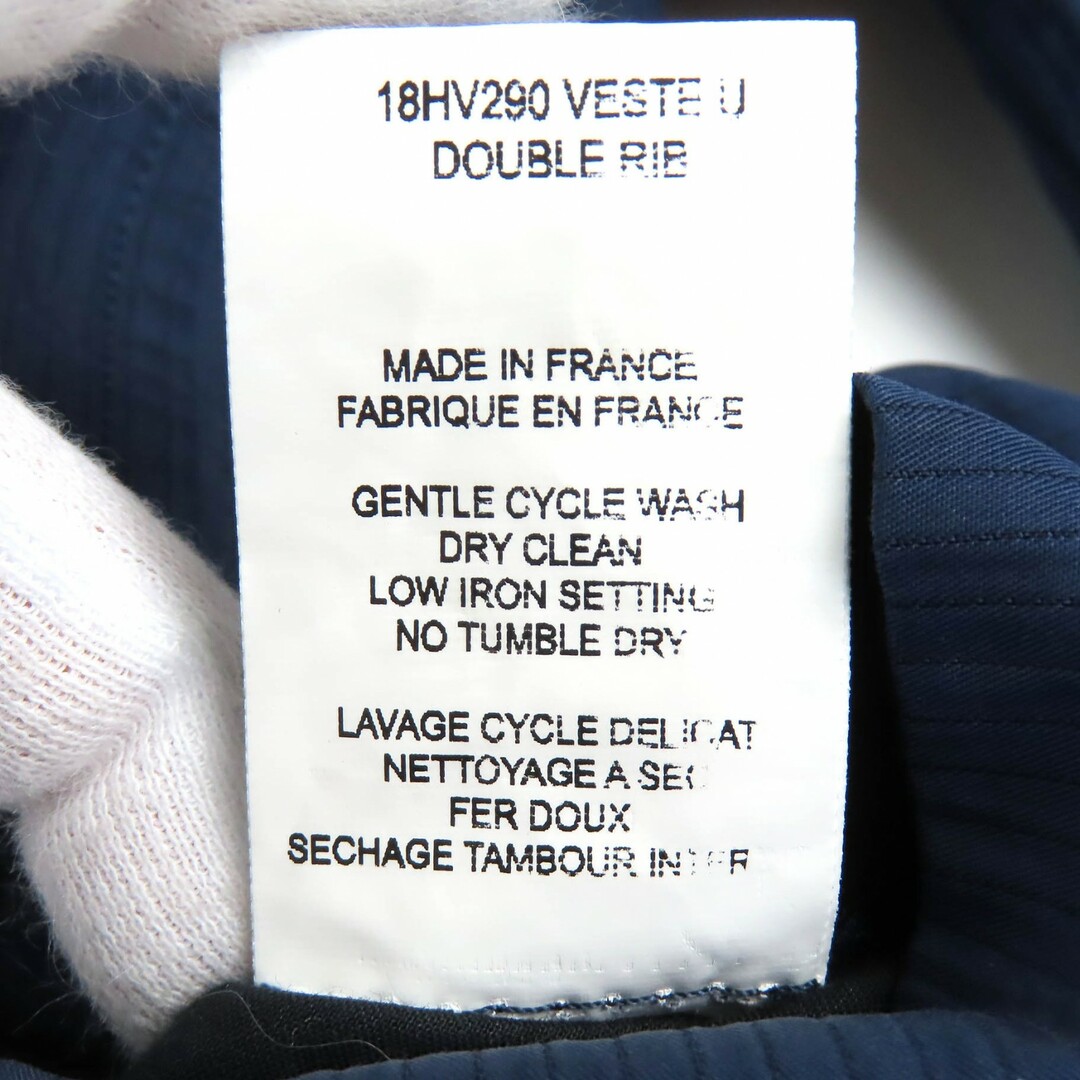 18HV290 VESTE U
DOUBLE RIB
MADE IN FRANCE
FABRIQUE EN FRANCE
GENTLE CYCLE WASH
DRY CLEAN
LOW IRON SETTING
NO TUMBLE DRY
LAVAGE CYCLE DELICAT
NETTOYAGE A SEC
FER DOUX
SECHAGE TAMBOUR INTER